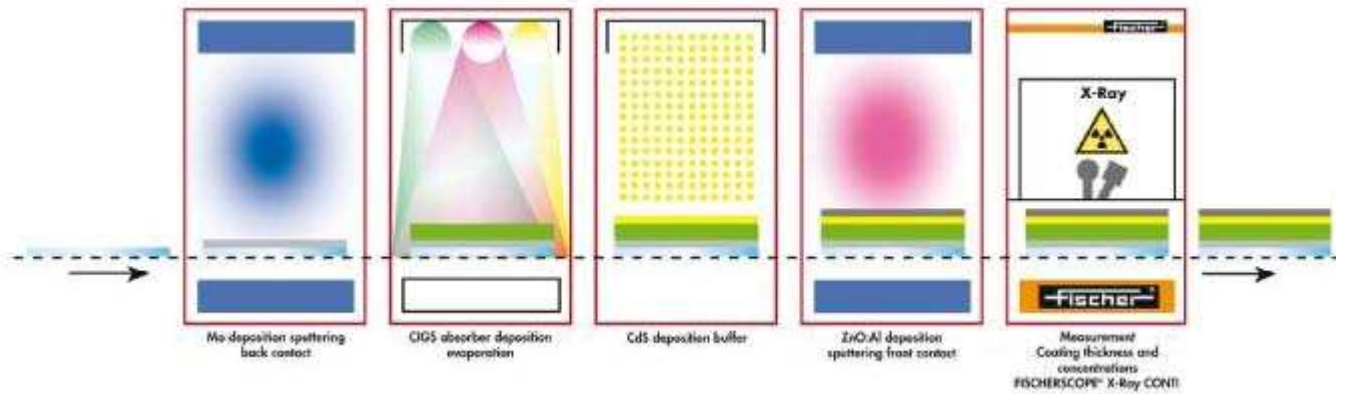 Fischer
X-Ray
Fischer
Mo deposition sputtering
back contact
CIGS absorber deposition
evaporation
CdS deposition buffer
ZnO:Al deposition
sputtering front contact
Measurement
Coating thickness and
concentrations
FISCHERSCOPE® X-Ray CONTI